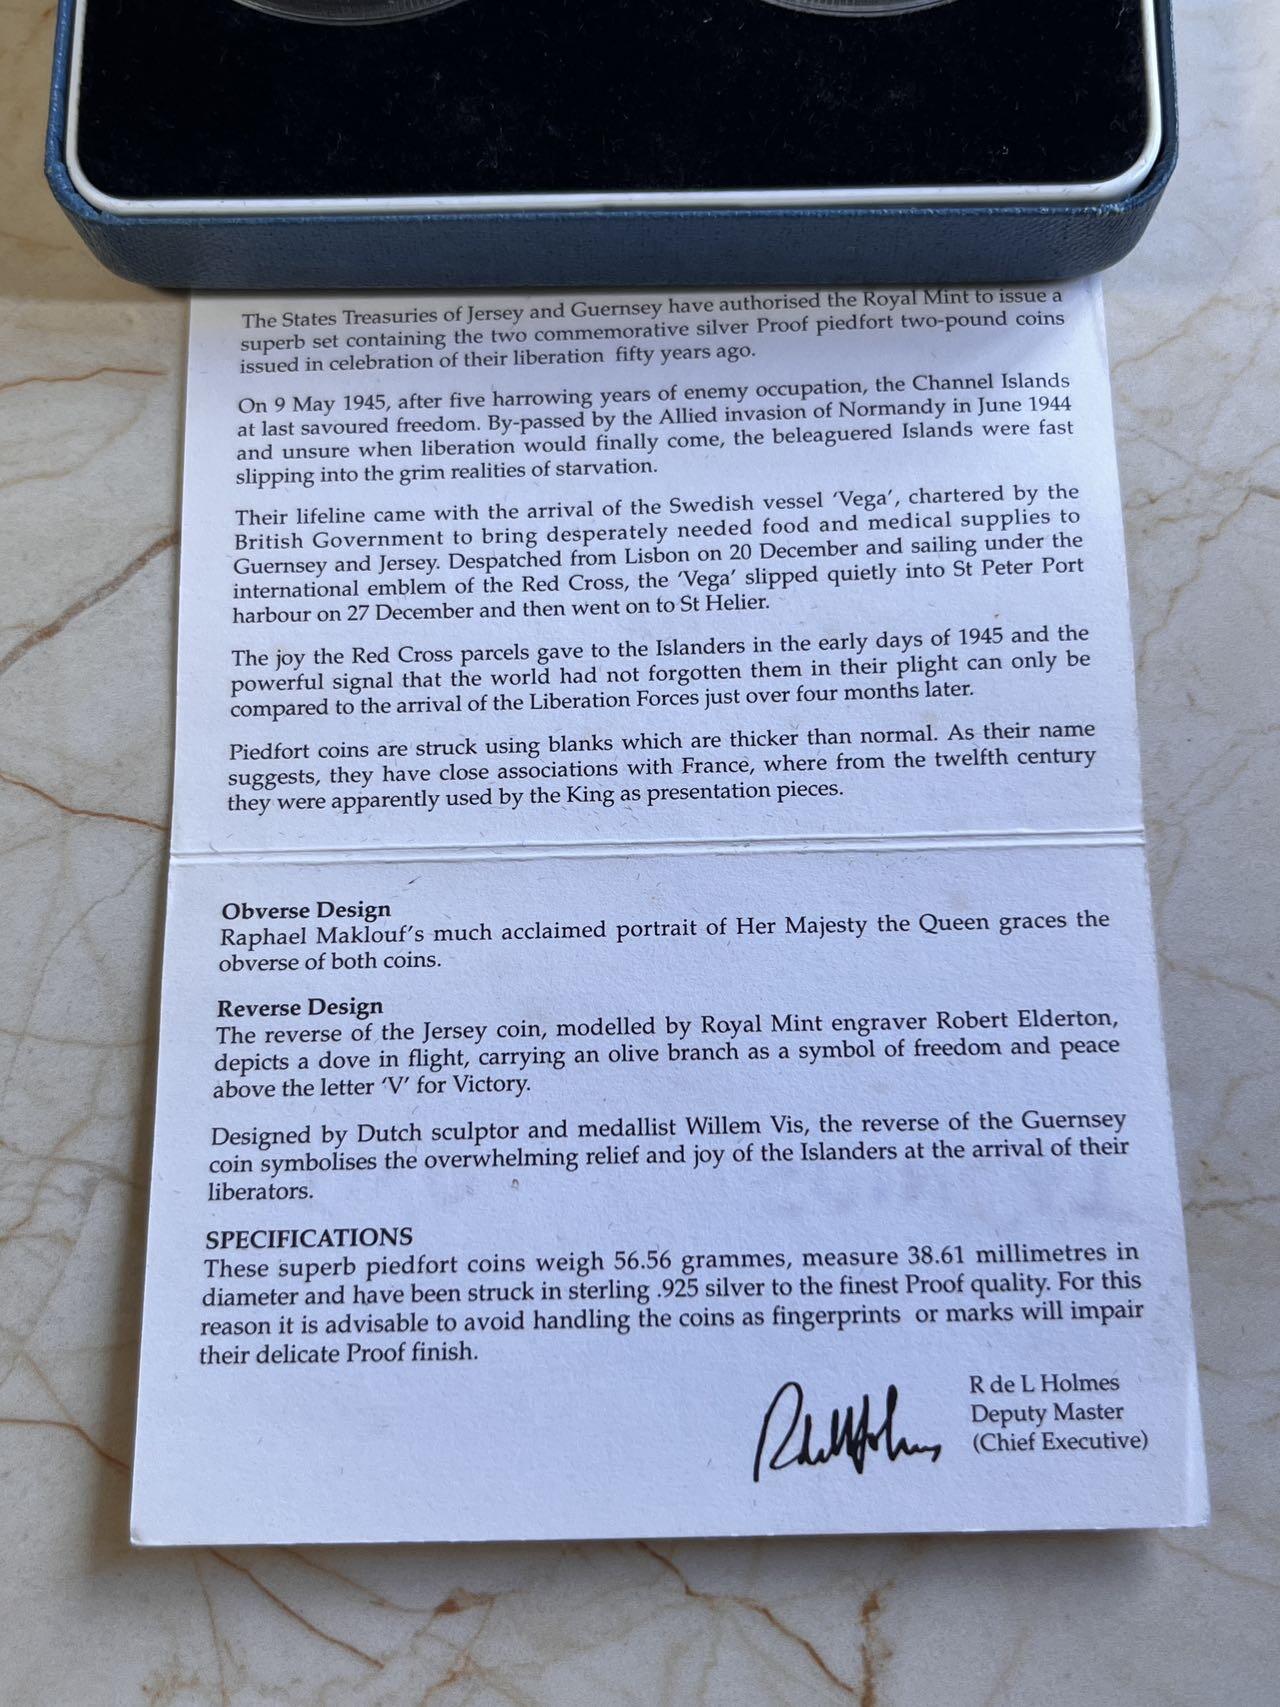 The States Treasuries of Jersey and Guernsey have authorised the Royal Mint to issue a
superb set containing the two commemorative silver Proof piedfort two-pound coins
issued in celebration of their liberation fifty years ago.
On 9 May 1945, after five harrowing years of enemy occupation, the Channel Islands
at last savoured freedom. By-passed by the Allied invasion of Normandy in June 1944
and unsure when liberation would finally come, the beleaguered Islands were fast
slipping into the grim realities of starvation.
Their lifeline came with the arrival of the Swedish vessel ‘Vega’, chartered by the
British Government to bring desperately needed food and medical supplies to
Guernsey and Jersey. Despatched from Lisbon on 20 December and sailing under the
international emblem of the Red Cross, the ‘Vega’ slipped quietly into St Peter Port
harbour on 27 December and then went on to St Helier.
The joy the Red Cross parcels gave to the Islanders in the early days of 1945 and the
powerful signal that the world had not forgotten them in their plight can only be
compared to the arrival of the Liberation Forces just over four months later.
Piedfort coins are struck using blanks which are thicker than normal. As their name
suggests, they have close associations with France, where from the twelfth century
they were apparently used by the King as presentation pieces.
Obverse Design
Raphael Maklouf’s much acclaimed portrait of Her Majesty the Queen graces the
obverse of both coins.
Reverse Design
The reverse of the Jersey coin, modelled by Royal Mint engraver Robert Elderton,
depicts a dove in flight, carrying an olive branch as a symbol of freedom and peace
above the letter ‘V’ for Victory.
Designed by Dutch sculptor and medallist Willem Vis, the reverse of the Guernsey
coin symbolises the overwhelming relief and joy of the Islanders at the arrival of their
liberators.
SPECIFICATIONS
These superb piedfort coins weigh 56.56 grammes, measure 38.61 millimetres in
diameter and have been struck in sterling .925 silver to the finest Proof quality. For this
reason it is advisable to avoid handling the coins as fingerprints or marks will impair
their delicate Proof finish.
R de L Holmes
R de L Holmes
Deputy Master
(Chief Executive)